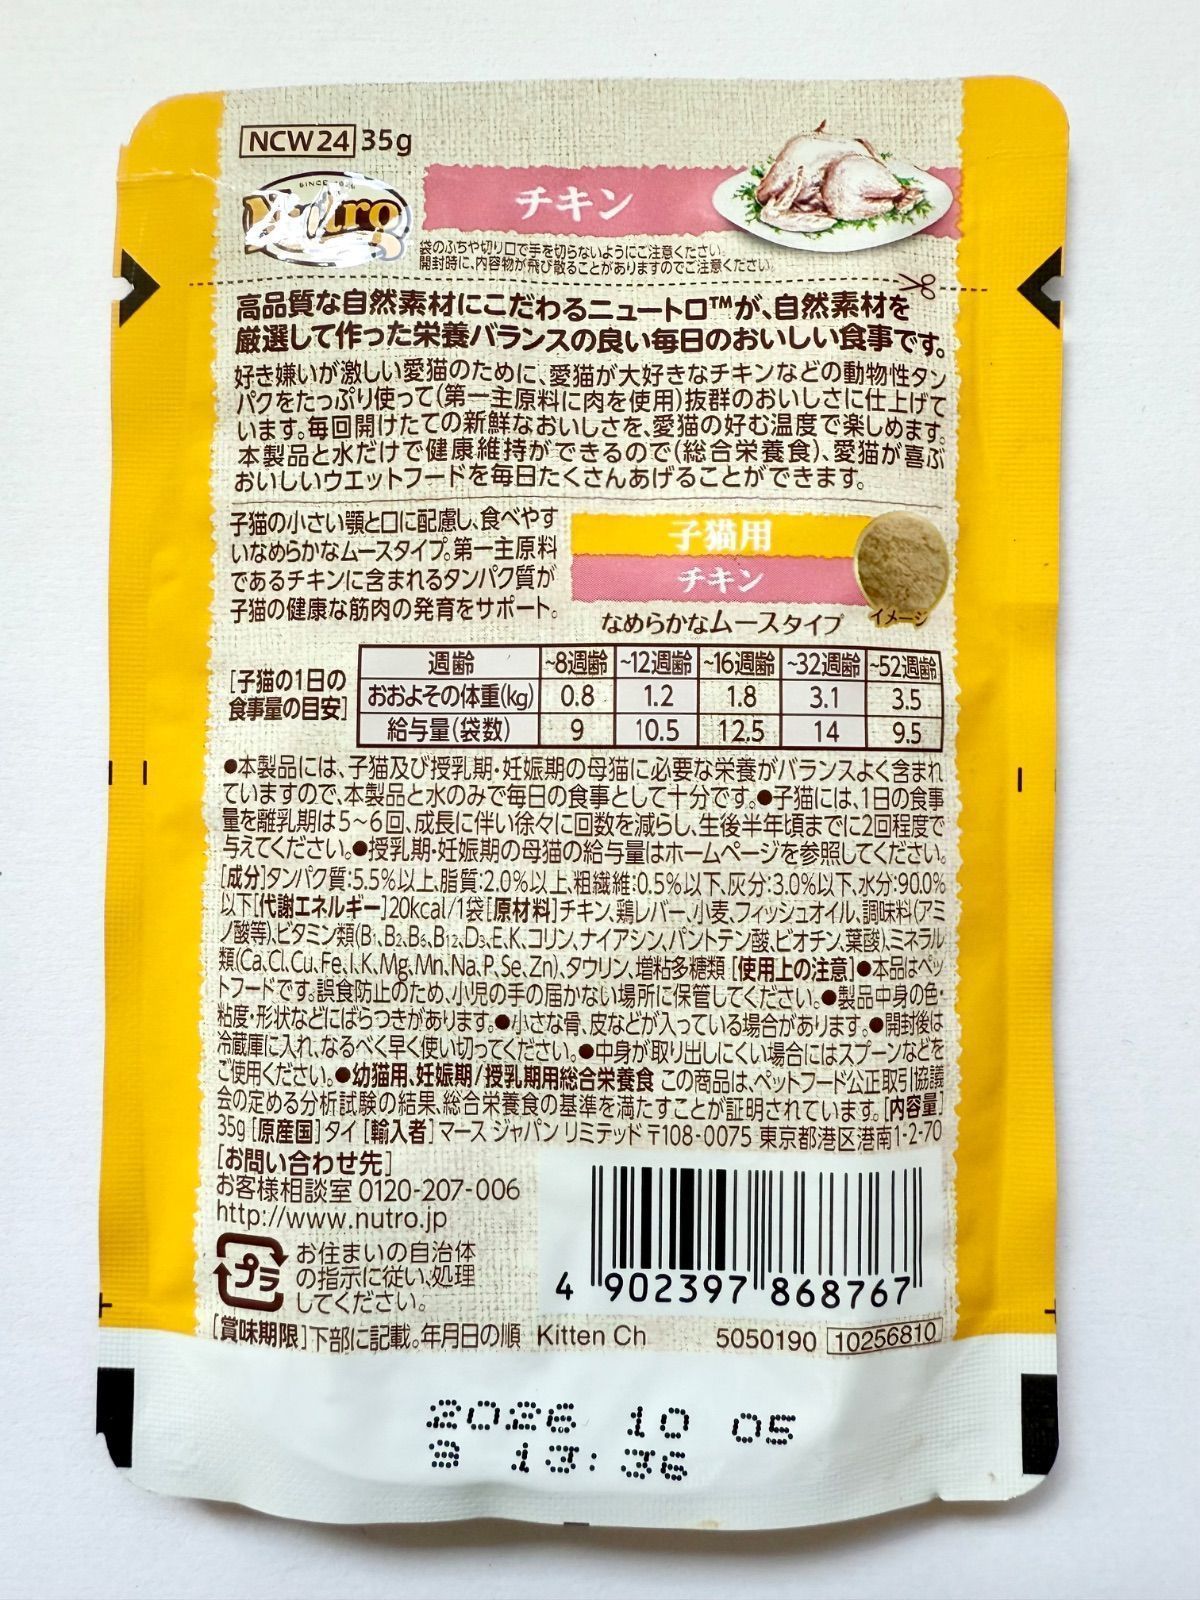 NCW24 35g
SINCE 1926
Nutro
チキン
袋のふちや切り口で手を切らないようにご注意ください。
開封時に、内容物が飛び散ることがありますのでご注意ください。
高品質な自然素材にこだわるニュートロ™が、自然素材を
厳選して作った栄養バランスの良い毎日のおいしい食事です。
好き嫌いが激しい愛猫のために、愛猫が大好きなチキンなどの動物性タン
パクをたっぷり使って(第一主原料に肉を使用)抜群のおいしさに仕上げて
います。毎回開けたての新鮮なおいしさを、愛猫の好む温度で楽しめます。
本製品と水だけで健康維持ができるので(総合栄養食)、愛猫が喜ぶ
おいしいウエットフードを毎日たくさんあげることができます。
子猫の小さい顎と口に配慮し、食べやす
いなめらかなムースタイプ。第一主原料
であるチキンに含まれるタンパク質が
子猫の健康な筋肉の発育をサポート。
子猫用
チキン
なめらかなムースタイプ
イメージ
[子猫の1日の
食事量の目安]
週齢 ~8週齢 ~12週齢 ~16週齢 ~32週齢 ~52週齢
おおよその体重(kg) 0.8 1.2 1.8 3.1 3.5
給与量(袋数) 9 10.5 12.5 14 9.5
●本製品には、子猫及び授乳期・妊娠期の母猫に必要な栄養がバランスよく含まれ
ていますので、本製品と水のみで毎日の食事として十分です。●子猫には、1日の食事
量を離乳期は5~6回、成長に伴い徐々に回数を減らし、生後半年頃までに2回程度で
与えてください。●授乳期・妊娠期の母猫の給与量はホームページを参照してください。
[成分]タンパク質:5.5%以上、脂質:2.0%以上、粗繊維:0.5%以下、灰分:3.0%以下、水分:90.0%
以下[代謝エネルギー]20kcal/1袋[原材料]チキン、鶏レバー、小麦、フィッシュオイル、調味料(アミ
ノ酸等)、ビタミン類(B₁、B₂、B₆、B₁₂、D₃、E、K、コリン、ナイアシン、パントテン酸、ビオチン、葉酸)、ミネラル
類(Ca、Cl、Cu、Fe、I、K、Mg、Mn、Na、P、Se、Zn)、タウリン、増粘多糖類 [使用上の注意]●本品はペッ
トフードです。誤食防止のため、小児の手の届かない場所に保管してください。●製品中身の色・
粘度・形状などにばらつきがあります。●小さな骨、皮などが入っている場合があります。●開封後は
冷蔵庫に入れ、なるべく早く使い切ってください。●中身が取り出しにくい場合にはスプーンなどを
ご使用ください。●幼猫用、妊娠期/授乳期用総合栄養食 この商品は、ペットフード公正取引協議
会の定める分析試験の結果、総合栄養食の基準を満たすことが証明されています。[内容量]
35g [原産国]タイ [輸入者]マース ジャパン リミテッド 〒108-0075 東京都港区港南1-2-70
[お問い合わせ先]
お客様相談室 0120-207-006
http://www.nutro.jp
プラ
お住まいの自治体
の指示に従い、処理
してください。
4 902397 868767
[賞味期限]下部に記載。年月日の順 Kitten Ch 5050190 10256810
2026 10 05
13:36